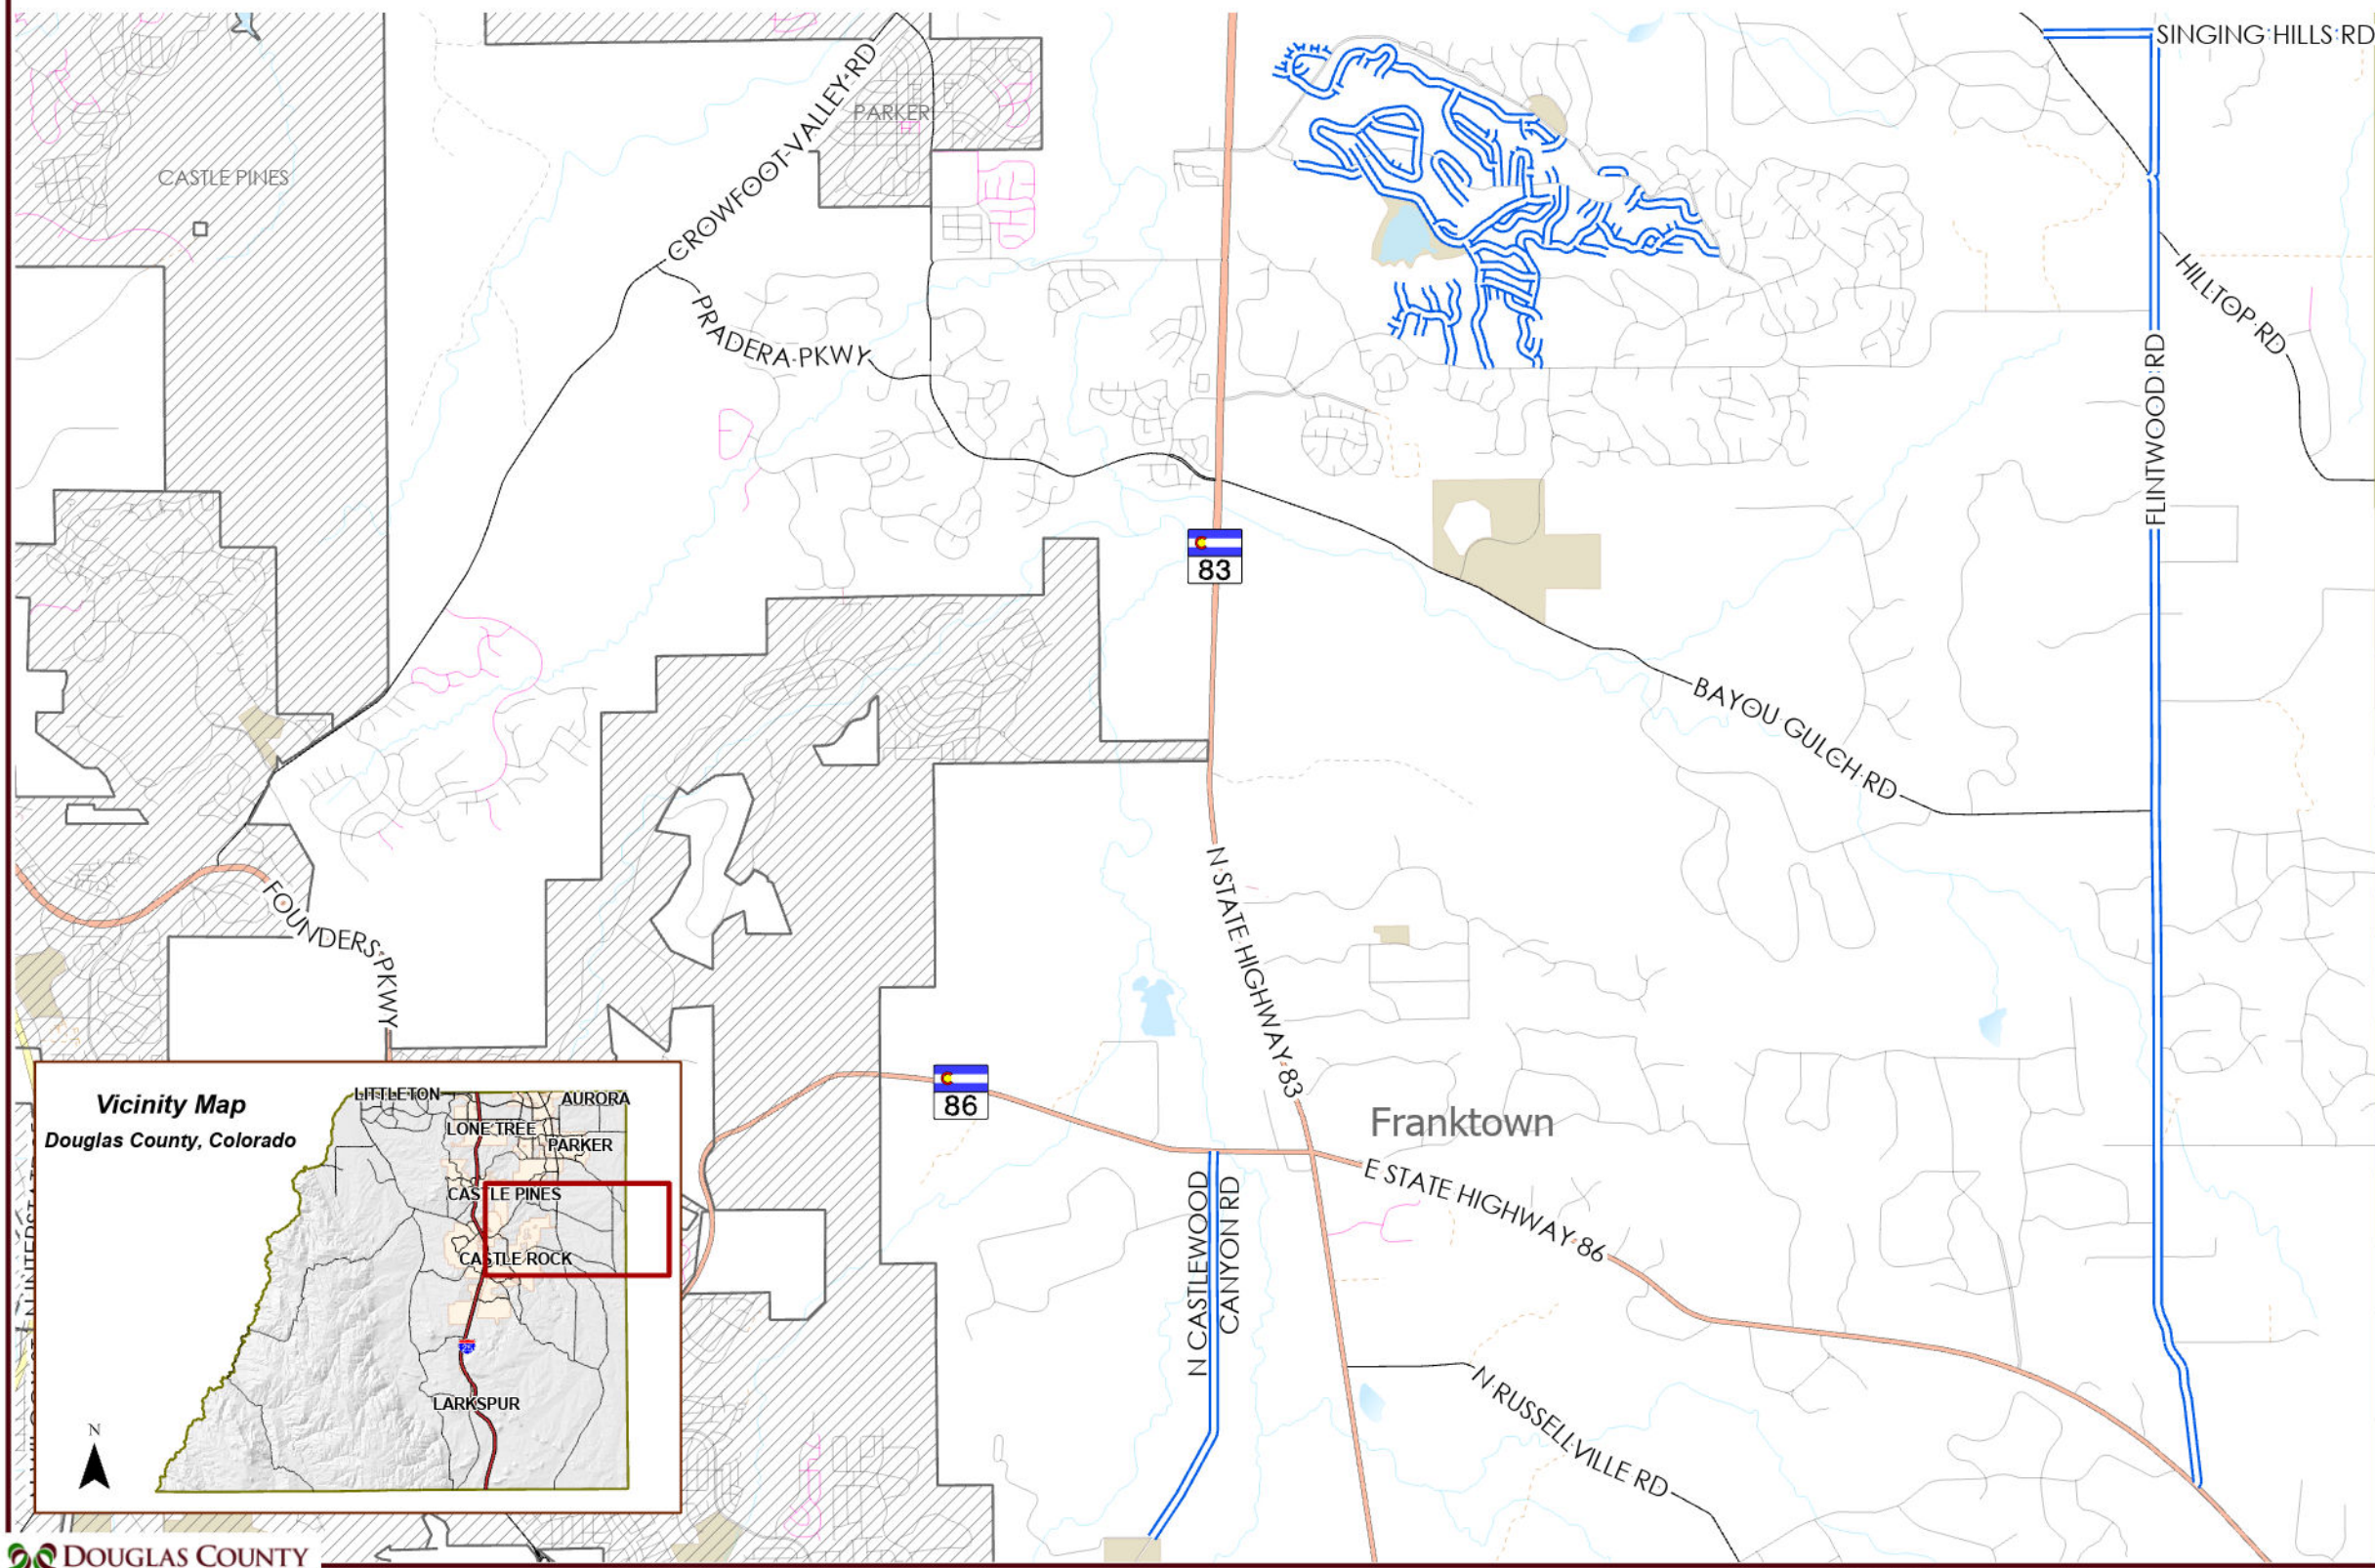 SINGING HILLS RD
CROWFOOT VALLEY RD
PARKER
CASTLE PINES
HILLTOP RD
PRADERA PKWY
FLINTWOOD RD
83
BAYOU GULCH RD
N STATE HIGHWAY 83
FOUNDERS PKWY
86
Franktown
E STATE HIGHWAY 86
N CASTLEWOOD
CANYON RD
N RUSSELLVILLE RD
Vicinity Map
Douglas County, Colorado
LITTLETON
AURORA
LONE TREE
PARKER
CASTLE PINES
CASTLE ROCK
25
LARKSPUR
N
DOUGLAS COUNTY